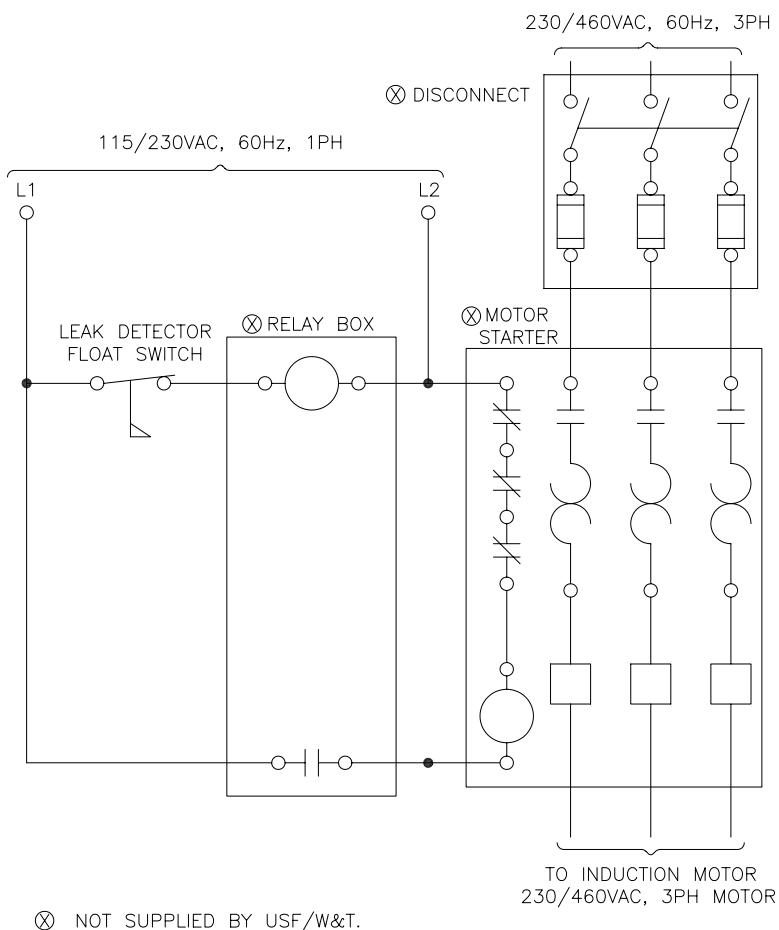 230/460VAC, 60Hz, 3PH
Ⓧ DISCONNECT
115/230VAC, 60Hz, 1PH
L1
L2
LEAK DETECTOR
FLOAT SWITCH
Ⓧ RELAY BOX
Ⓧ MOTOR
STARTER
TO INDUCTION MOTOR
230/460VAC, 3PH MOTOR
Ⓧ NOT SUPPLIED BY USF/W&T.